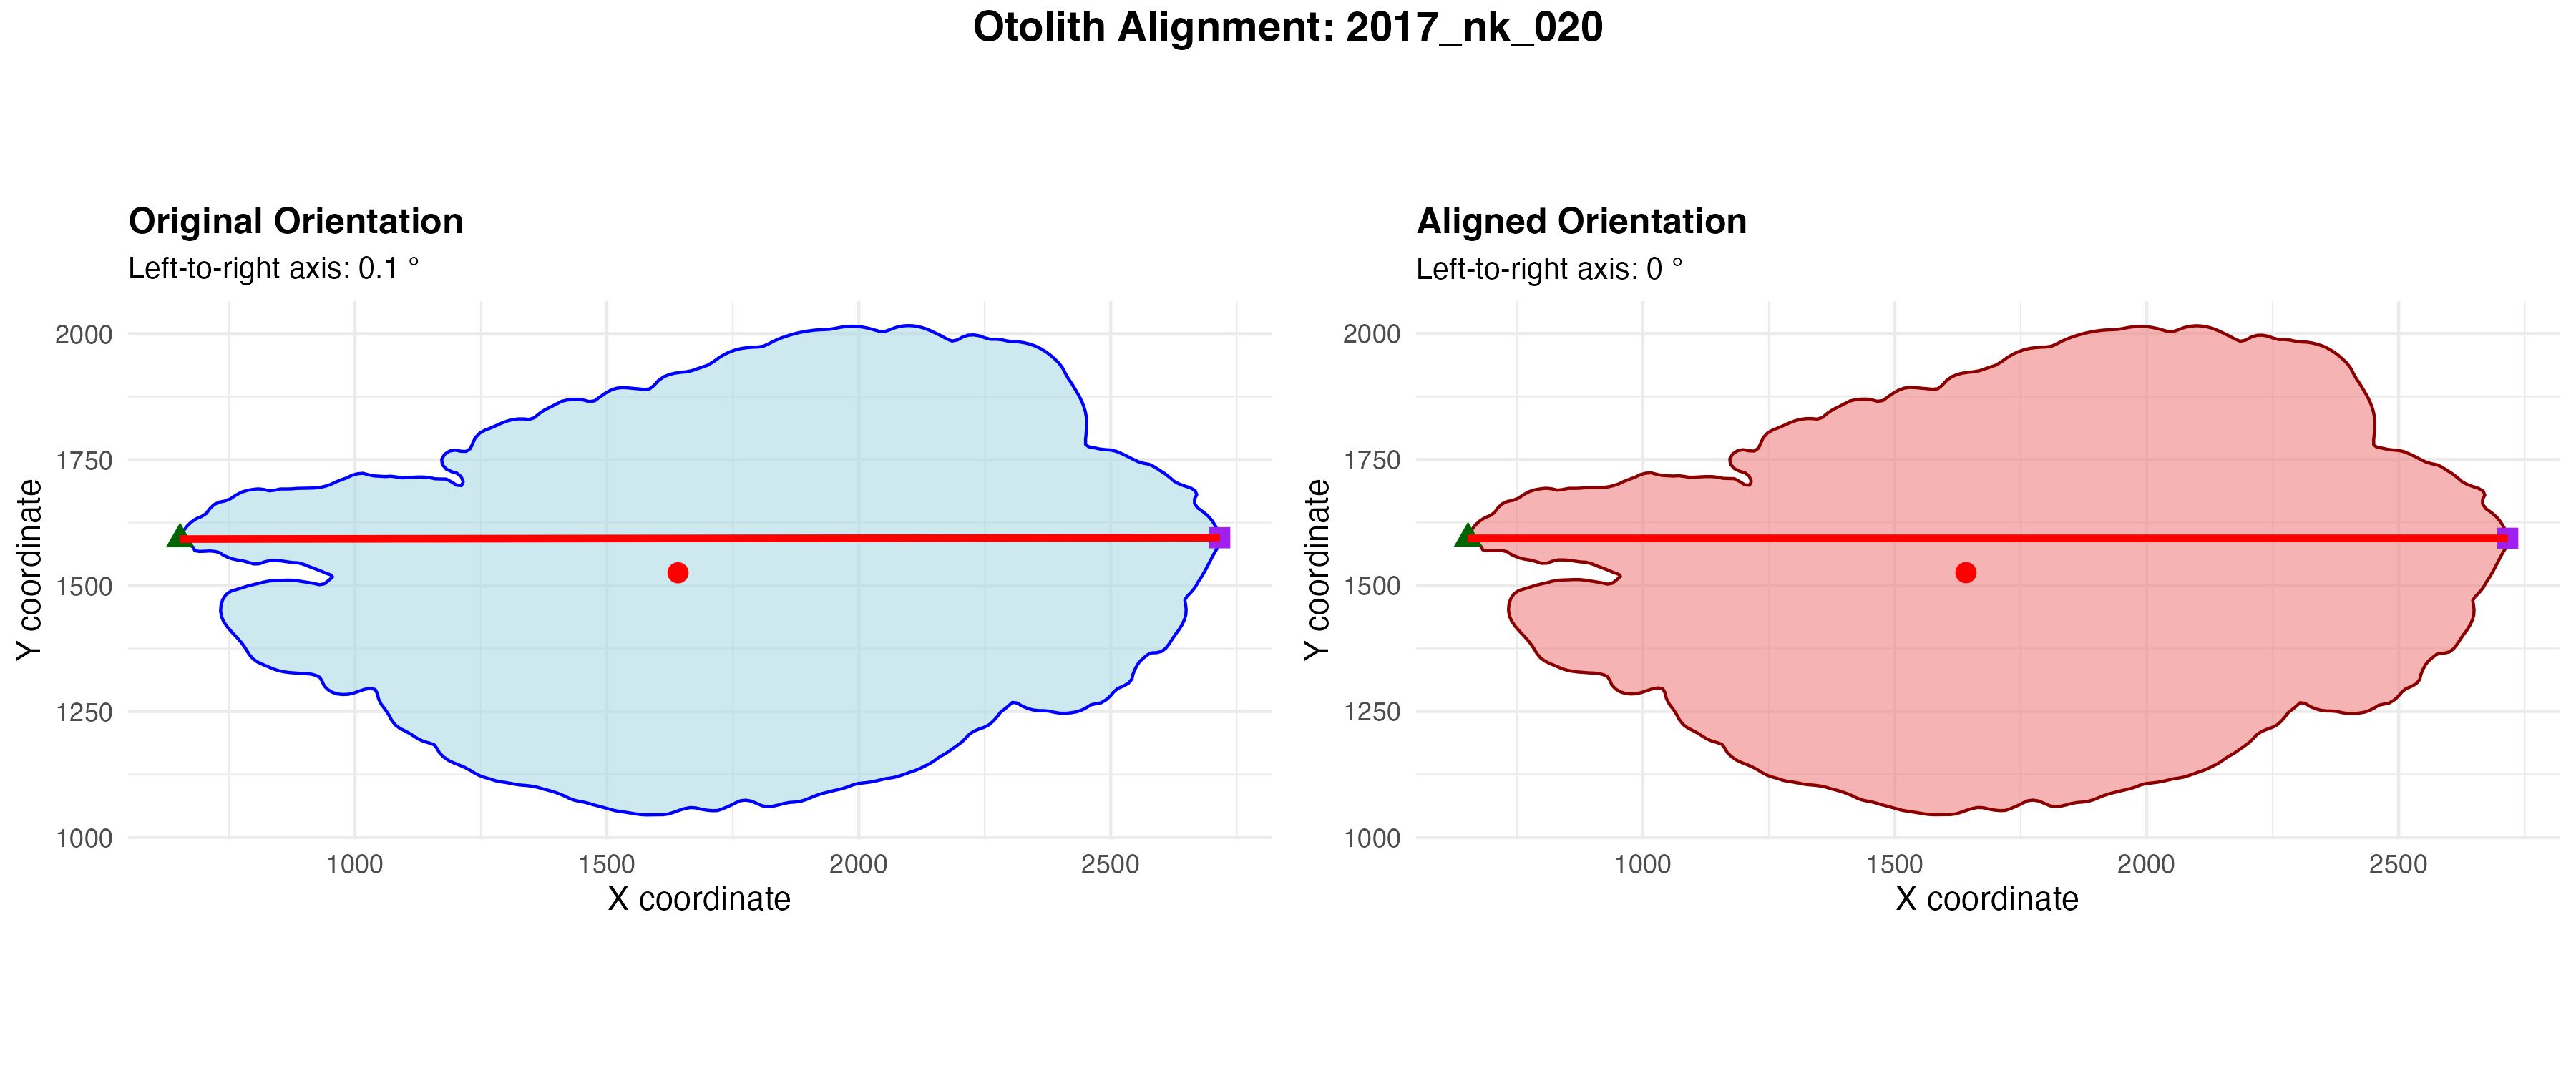 Otolith Alignment: 2017_nk_020
Original Orientation
Left-to-right axis: 0.1 °
2000
1750
1500
1250
1000
Y coordinate
1000 1500 2000 2500
X coordinate
Aligned Orientation
Left-to-right axis: 0 °
2000
1750
1500
1250
1000
Y coordinate
1000 1500 2000 2500
X coordinate